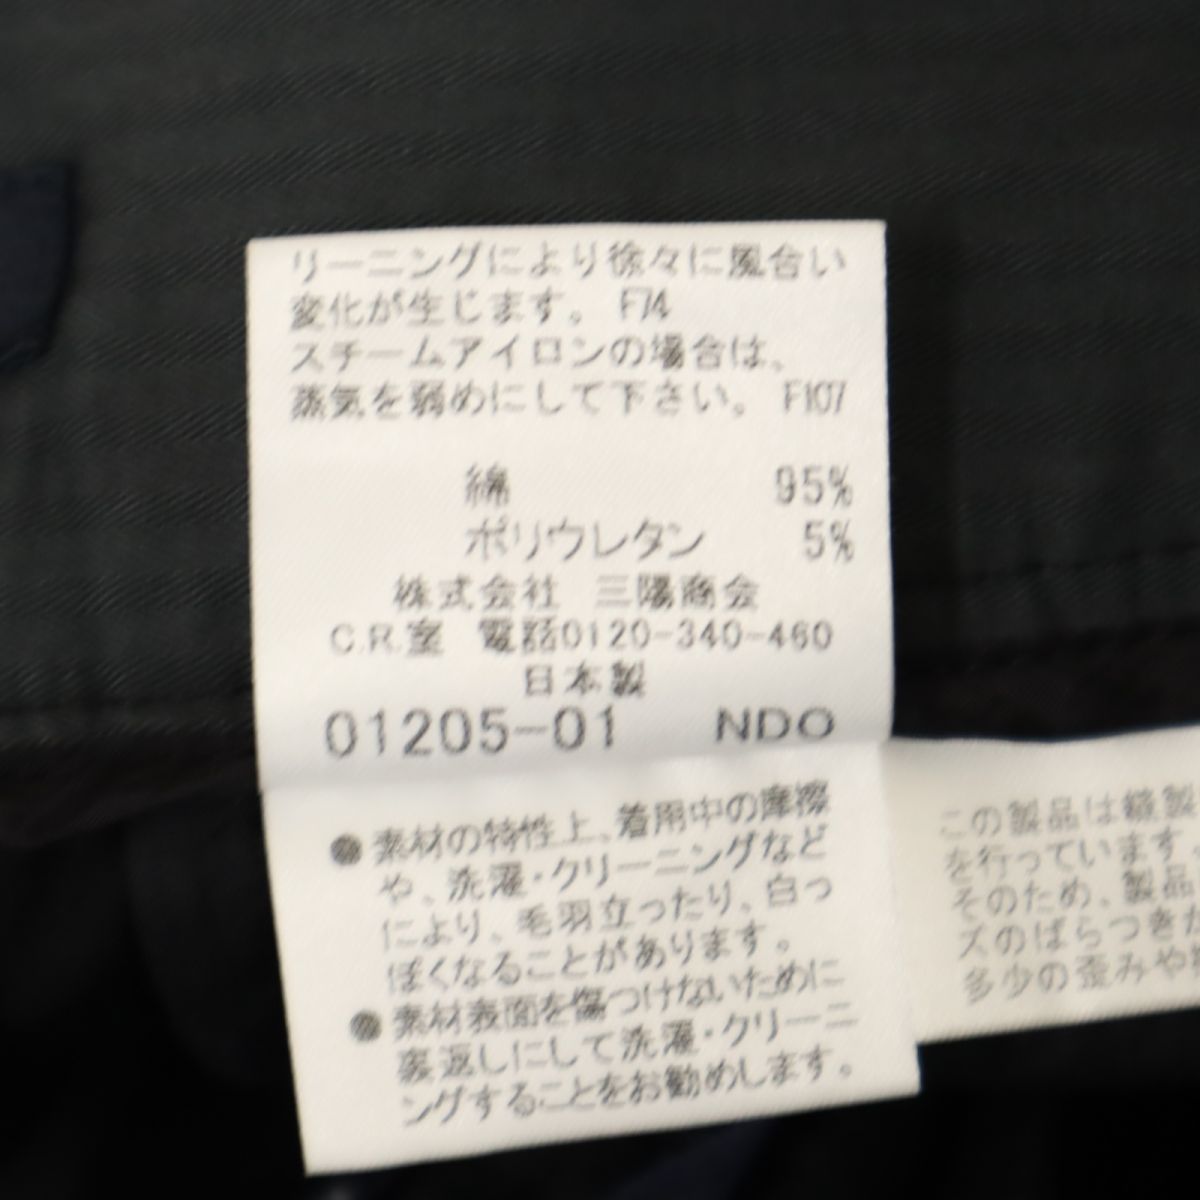 リーニングにより徐々に風合い
変化が生じます。 F74
スチームアイロンの場合は、
蒸気を弱めにして下さい。 F107
綿 95%
ポリウレタン 5%
株式会社 三陽商会
C.R.室 電話0120-340-460
日本製
01205-01 NDO
● 素材の特性上、着用中の摩擦
や、洗濯・クリーニングなど
により、毛羽立ったり、白っ
ぽくなることがあります。
● 素材表面を傷つけないために
裏返しにして洗濯・クリーニ
ングすることをお勧めします。
この製品は縫製
を行っています。
そのため、製品
ズのばらつきが
多少の歪みや